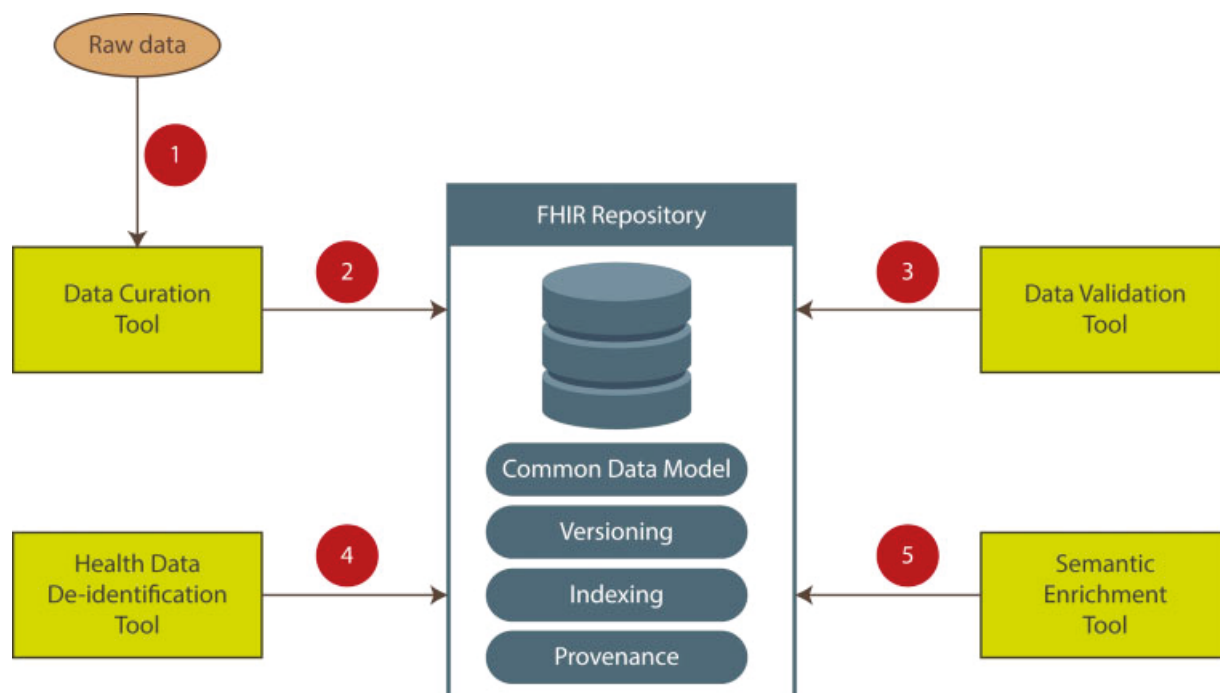 Raw data
1
FHIR Repository
Data Curation
Tool
2
3
Data Validation
Tool
Common Data Model
Versioning
Health Data
De-identification
Tool
4
Indexing
5
Semantic
Enrichment
Tool
Provenance